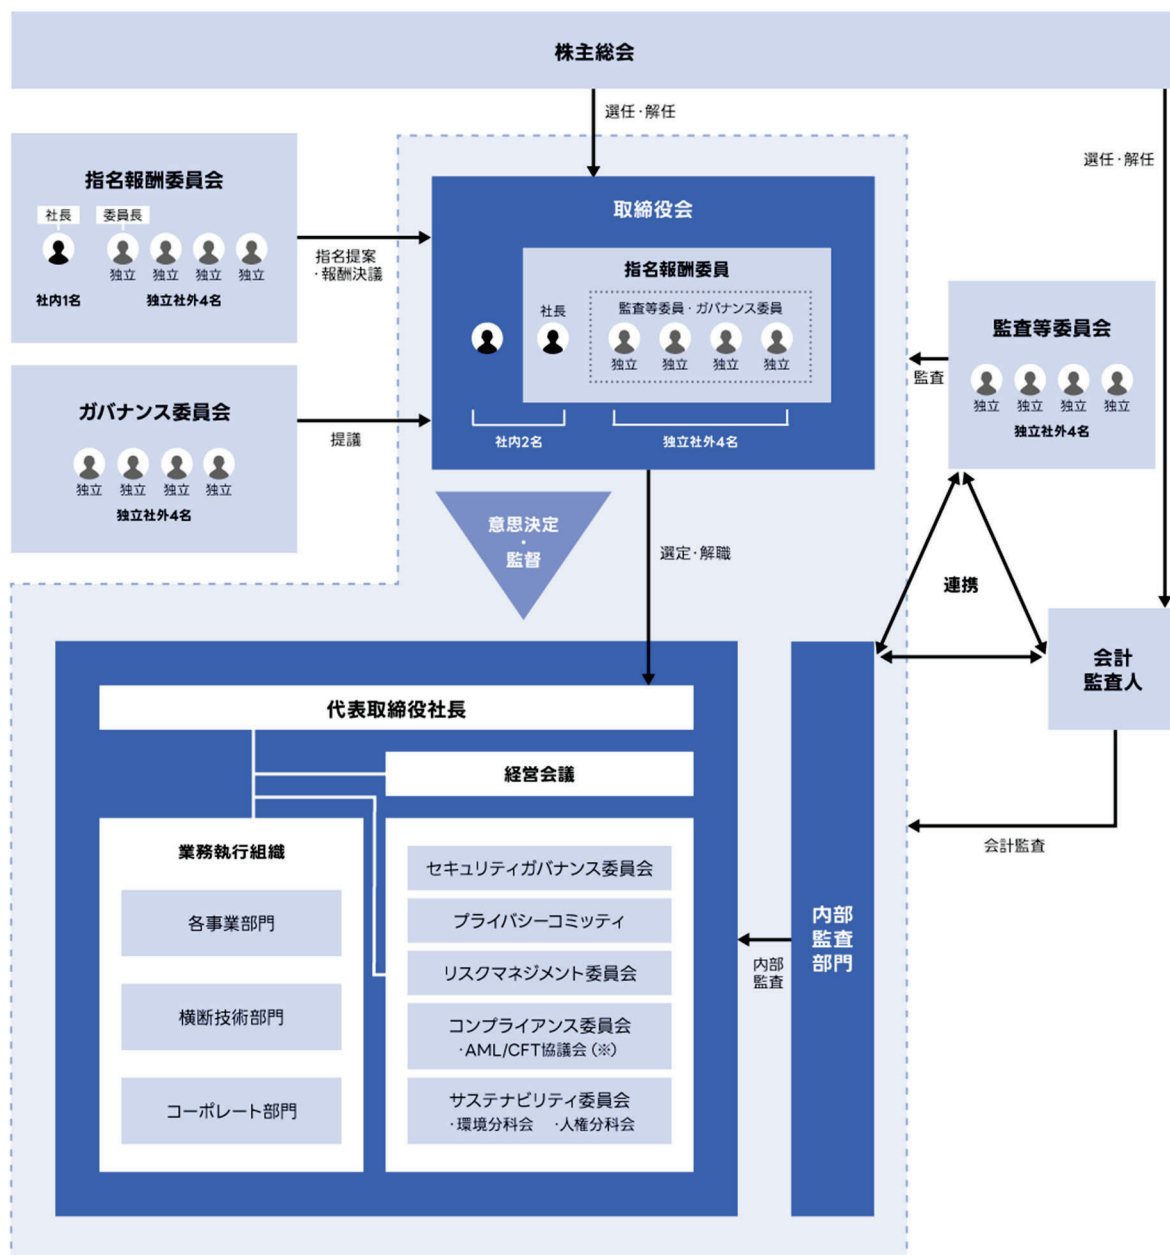 株主総会
選任・解任
選任・解任
指名報酬委員会
社長
委員長
独立
独立
独立
独立
社内1名
独立社外4名
指名提案
・報酬決議
取締役会
指名報酬委員
社長
監査等委員・ガバナンス委員
独立
独立
独立
独立
社内2名
独立社外4名
監査等委員会
独立
独立
独立
独立
独立社外4名
監査
ガバナンス委員会
独立
独立
独立
独立
独立社外4名
提議
意思決定
・
監督
選定・解職
連携
会計
監査人
会計監査
代表取締役社長
経営会議
業務執行組織
各事業部門
横断技術部門
コーポレート部門
セキュリティガバナンス委員会
プライバシーコミッティ
リスクマネジメント委員会
コンプライアンス委員会
・AML/CFT協議会（※）
サステナビリティ委員会
・環境分科会　・人権分科会
内部
監査
内部
監査
部門